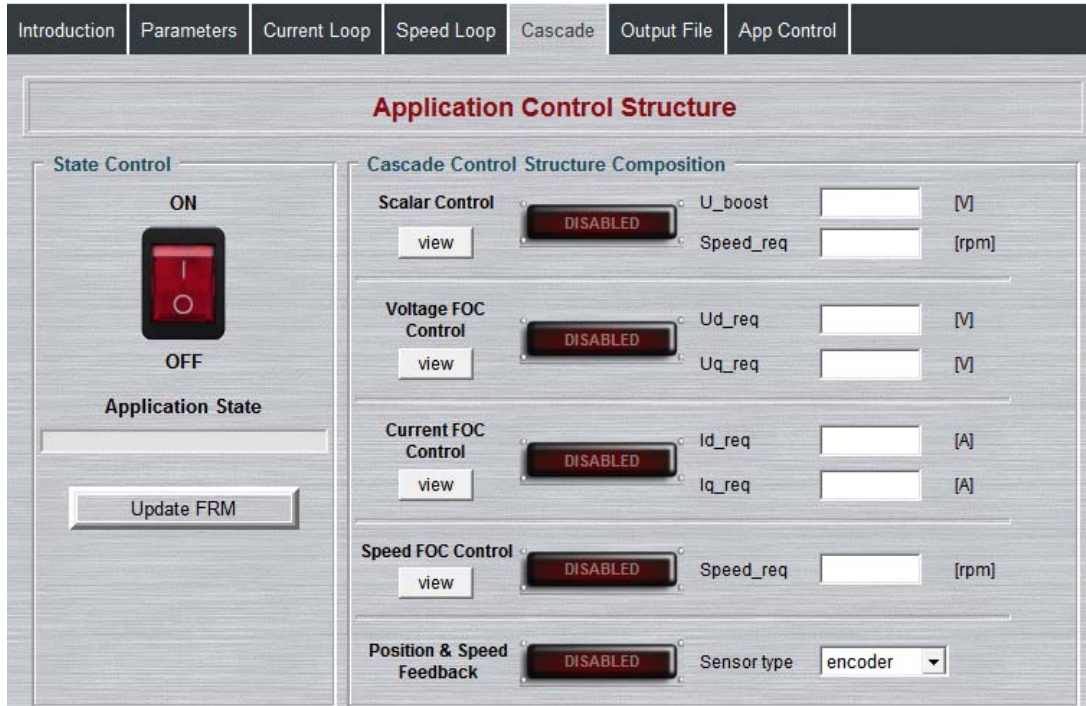 Introduction Parameters Current Loop Speed Loop Cascade Output File App Control
Application Control Structure
State Control
ON
I
O
OFF
Application State
Update FRM
Cascade Control Structure Composition
Scalar Control
view
DISABLED
U_boost [V]
Speed_req [rpm]
Voltage FOC
Control
view
DISABLED
Ud_req [V]
Uq_req [V]
Current FOC
Control
view
DISABLED
Id_req [A]
Iq_req [A]
Speed FOC Control
view
DISABLED
Speed_req [rpm]
Position & Speed
Feedback
DISABLED
Sensor type encoder